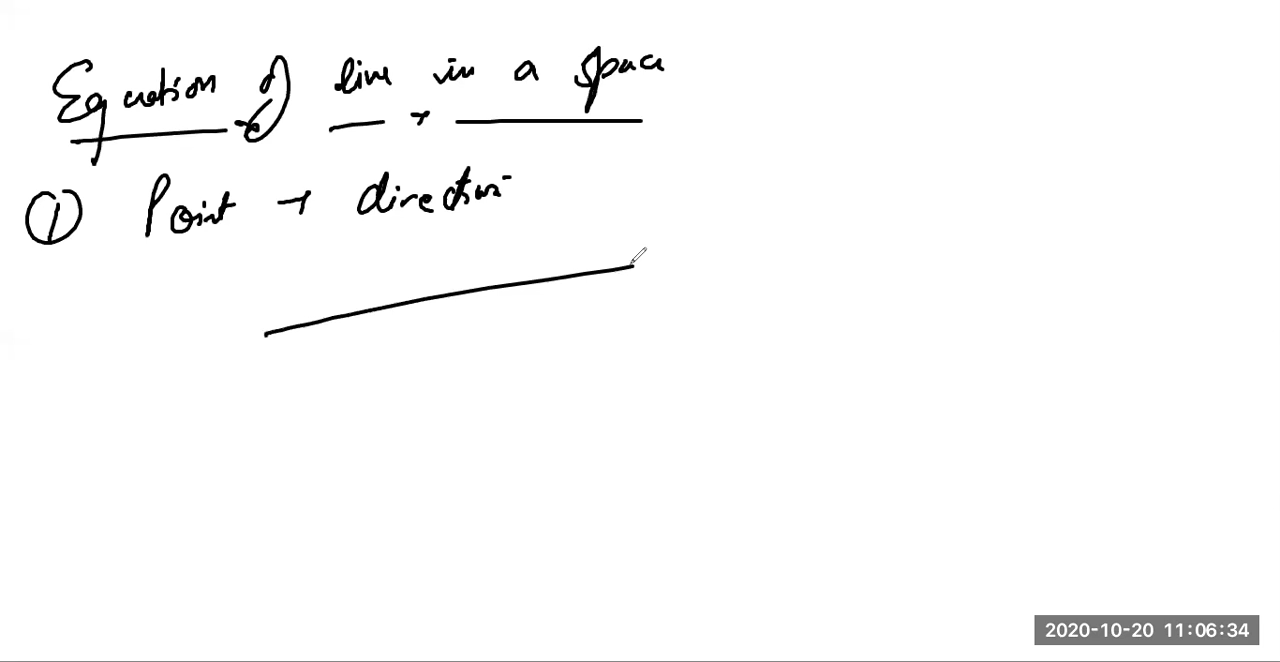 Equation of line in a space
① Point → direction
2020-10-20 11:06:34